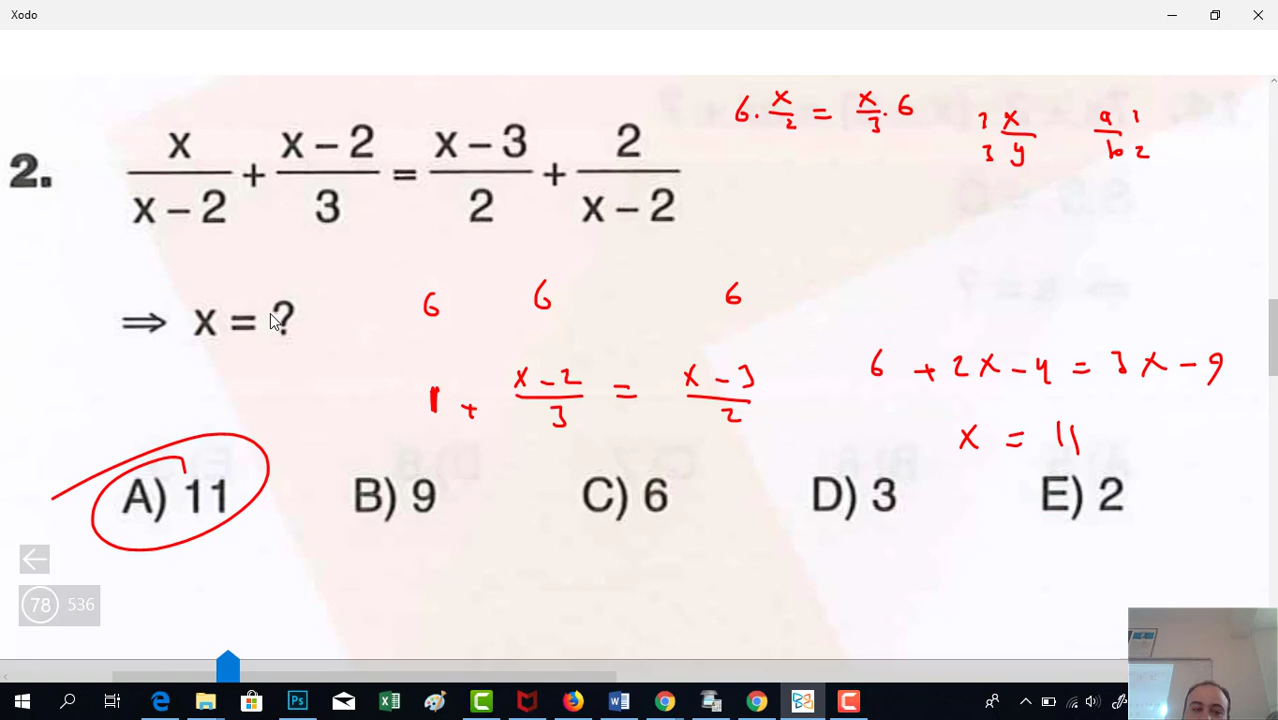 Xodo
6 · x/2 = x/3 · 6
x/y
2. x/(x – 2) + (x – 2)/3 = (x – 3)/2 + 2/(x – 2)
⇒ x = ?
6 6 6
1 + (x – 2)/3 = (x – 3)/2
6 + 2x – 4 = 3x – 9
x = 11
A) 11 B) 9 C) 6 D) 3 E) 2
78 536